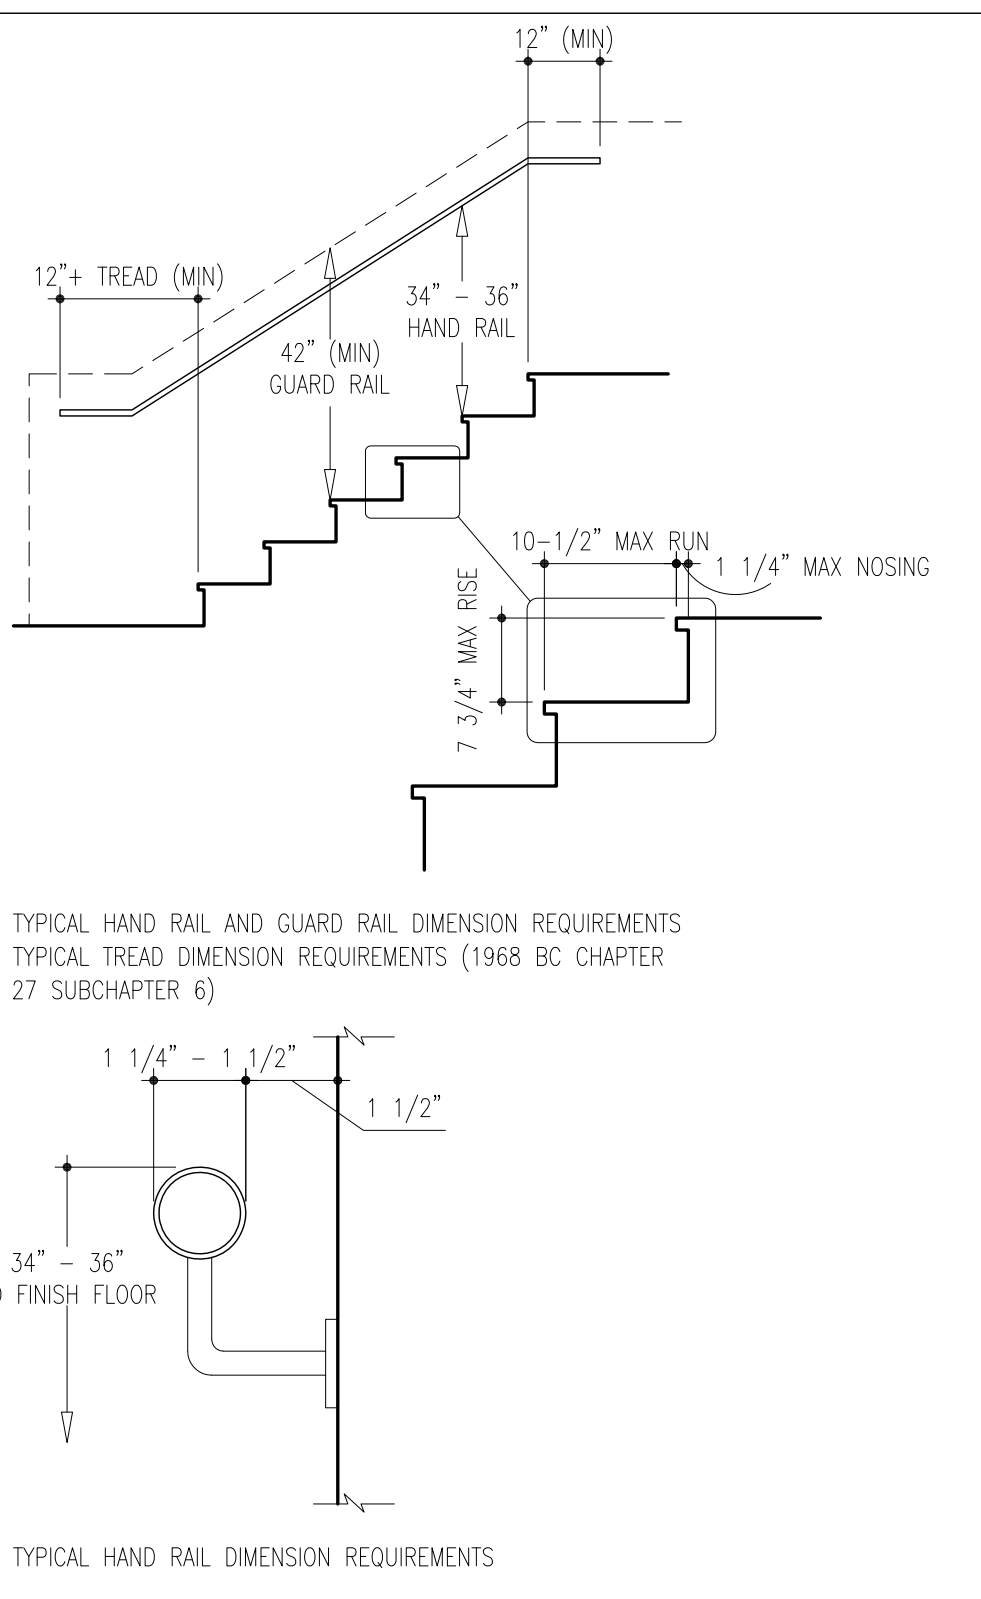 12" (MIN)
12"+ TREAD (MIN)
34" - 36"
HAND RAIL
42" (MIN)
GUARD RAIL
10-1/2" MAX RUN
1 1/4" MAX NOSING
7 3/4" MAX RISE
TYPICAL HAND RAIL AND GUARD RAIL DIMENSION REQUIREMENTS
TYPICAL TREAD DIMENSION REQUIREMENTS (1968 BC CHAPTER
27 SUBCHAPTER 6)
1 1/4" - 1 1/2"
1 1/2"
34" - 36"
FINISH FLOOR
TYPICAL HAND RAIL DIMENSION REQUIREMENTS